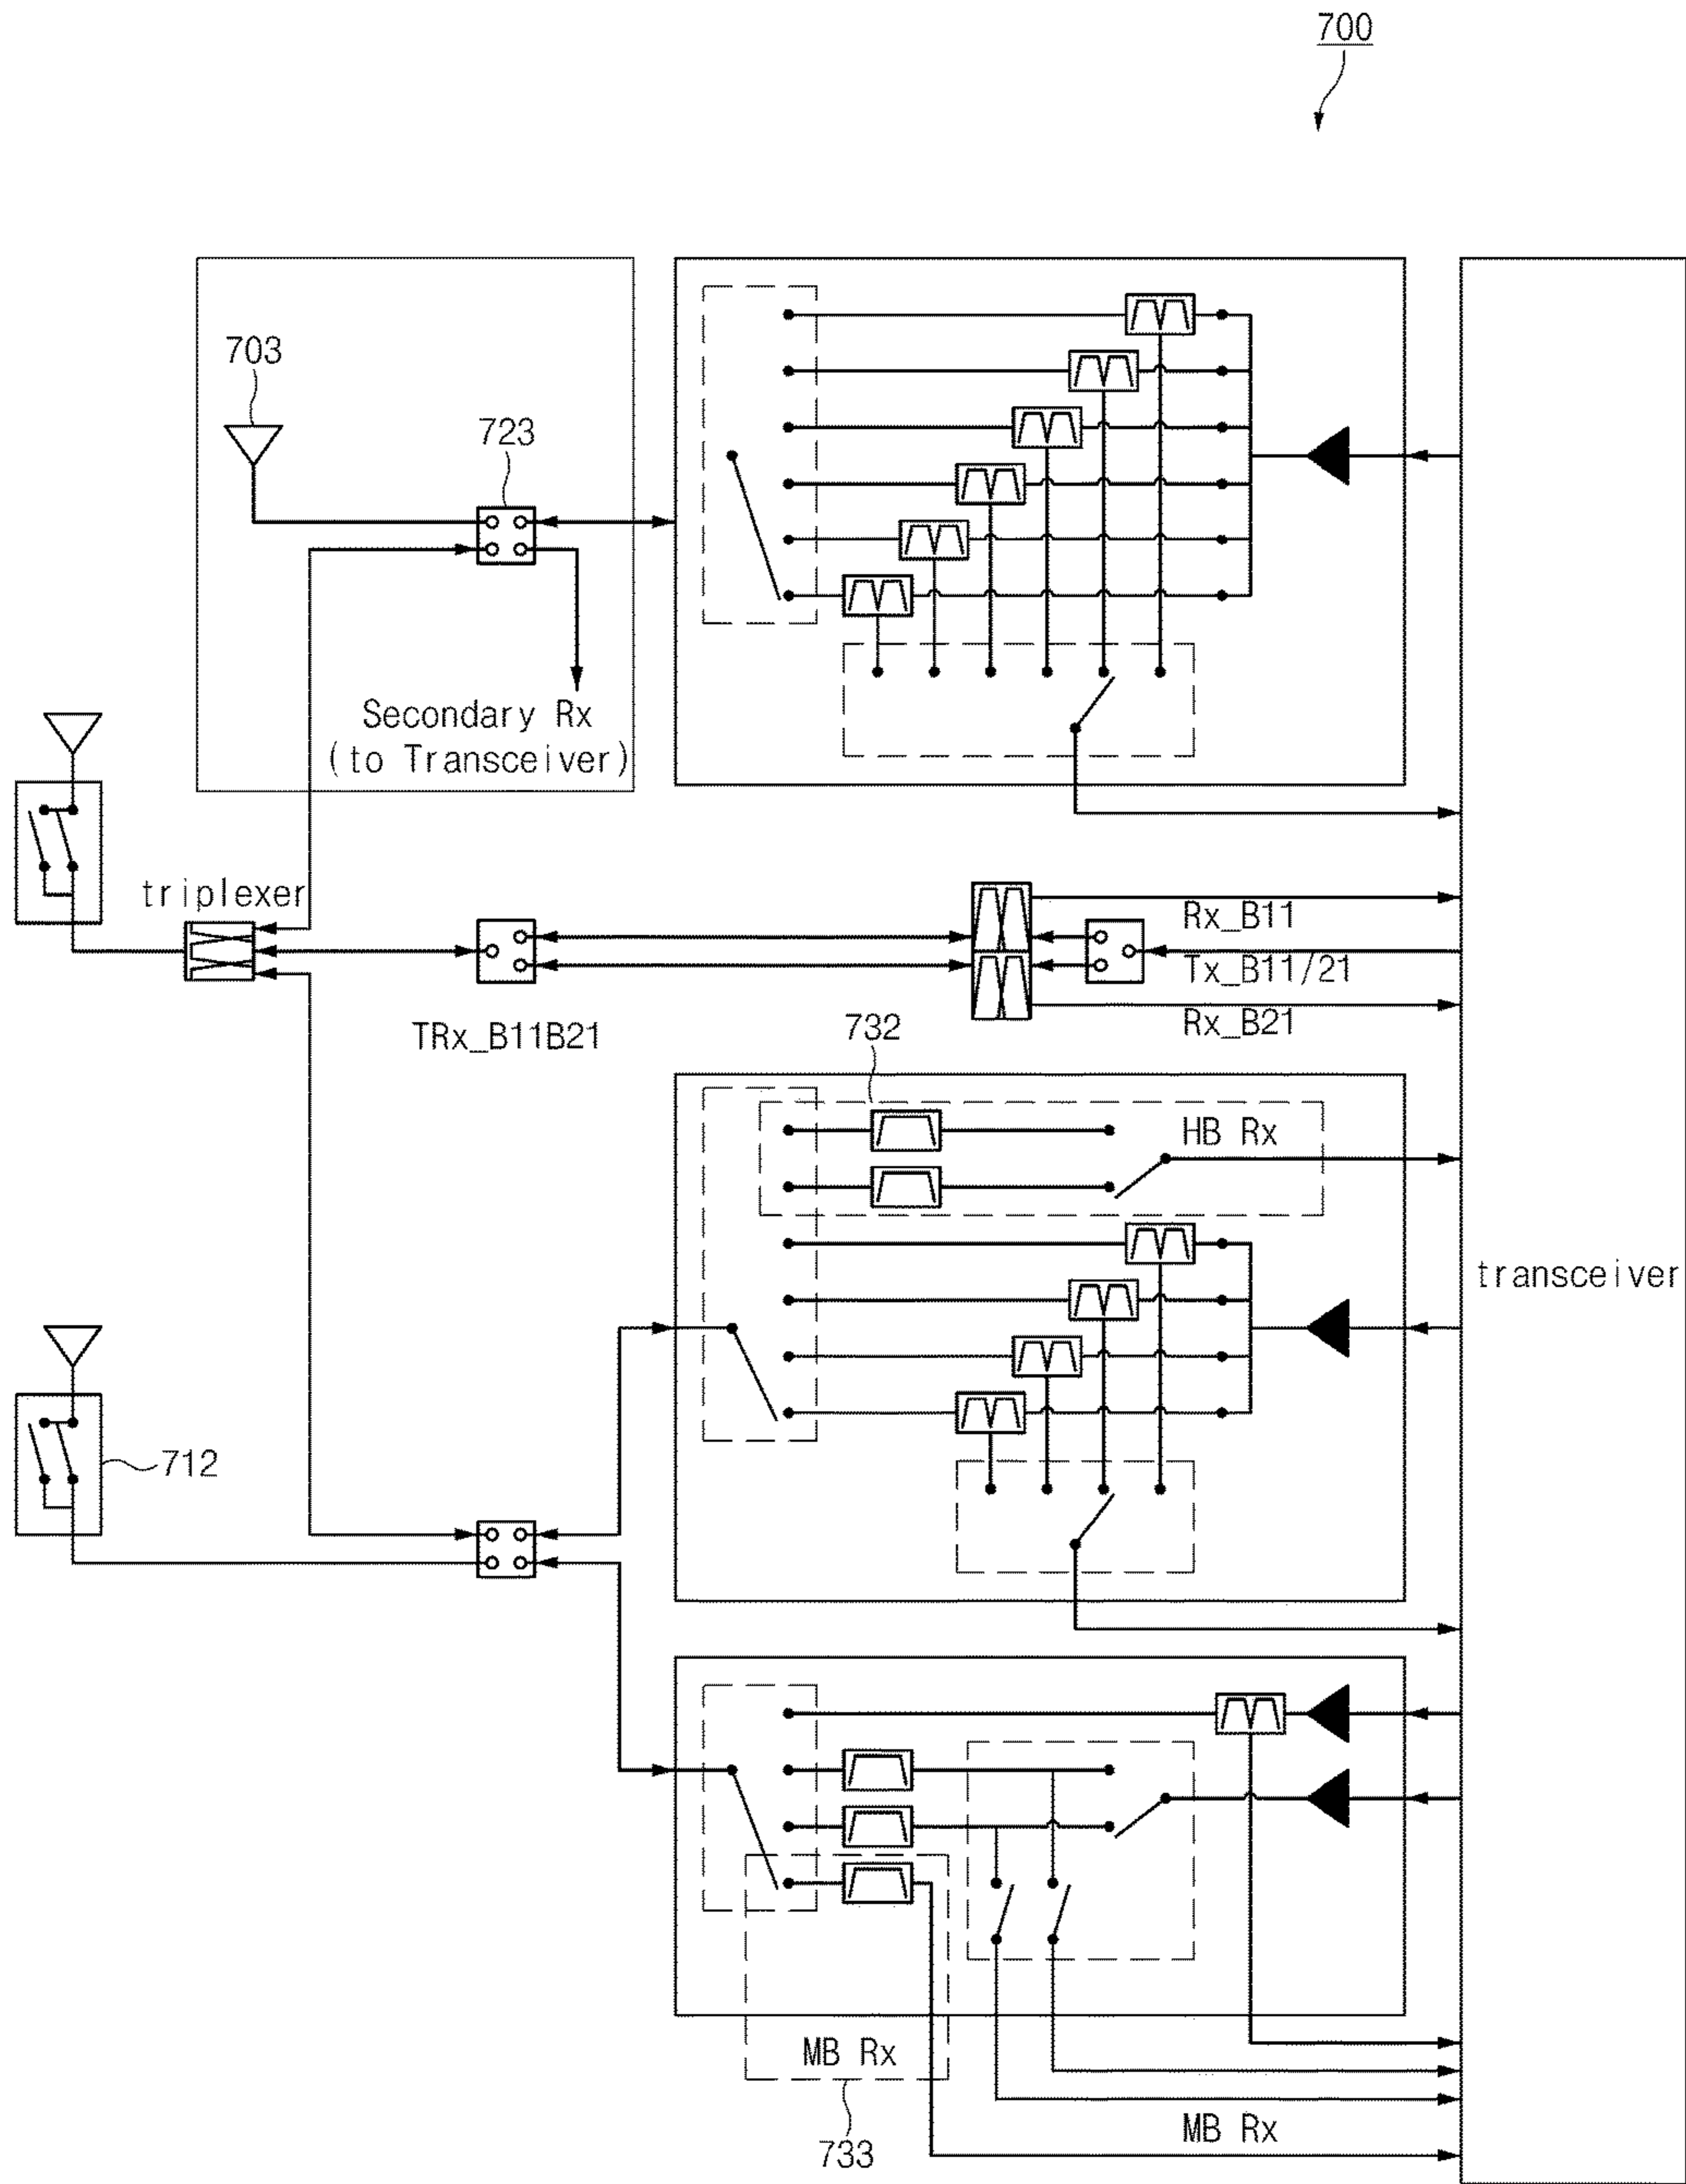 700
703
723
Secondary Rx
(to Transceiver)
triplexer
Rx_B11
Tx_B11/21
Rx_B21
TRx_B11B21
732
HB Rx
transceiver
712
MB Rx
MB Rx
733